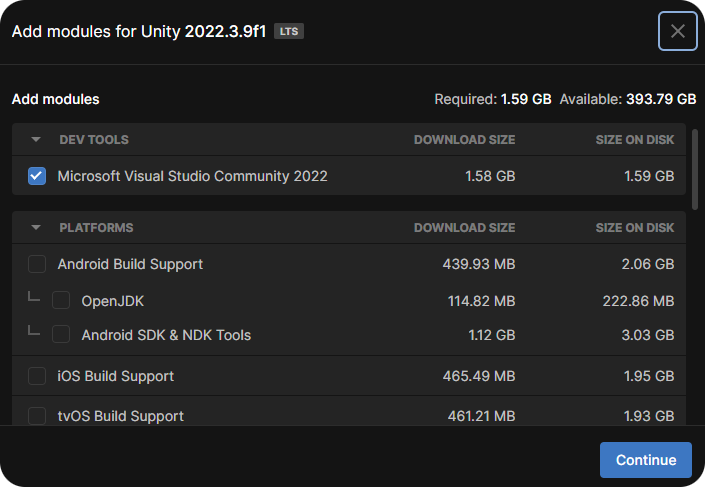 Add modules for Unity 2022.3.9f1 LTS
Add modules Required: 1.59 GB Available: 393.79 GB
DEV TOOLS DOWNLOAD SIZE SIZE ON DISK
Microsoft Visual Studio Community 2022 1.58 GB 1.59 GB
PLATFORMS DOWNLOAD SIZE SIZE ON DISK
Android Build Support 439.93 MB 2.06 GB
OpenJDK 114.82 MB 222.86 MB
Android SDK & NDK Tools 1.12 GB 3.03 GB
iOS Build Support 465.49 MB 1.95 GB
tvOS Build Support 461.21 MB 1.93 GB
Continue